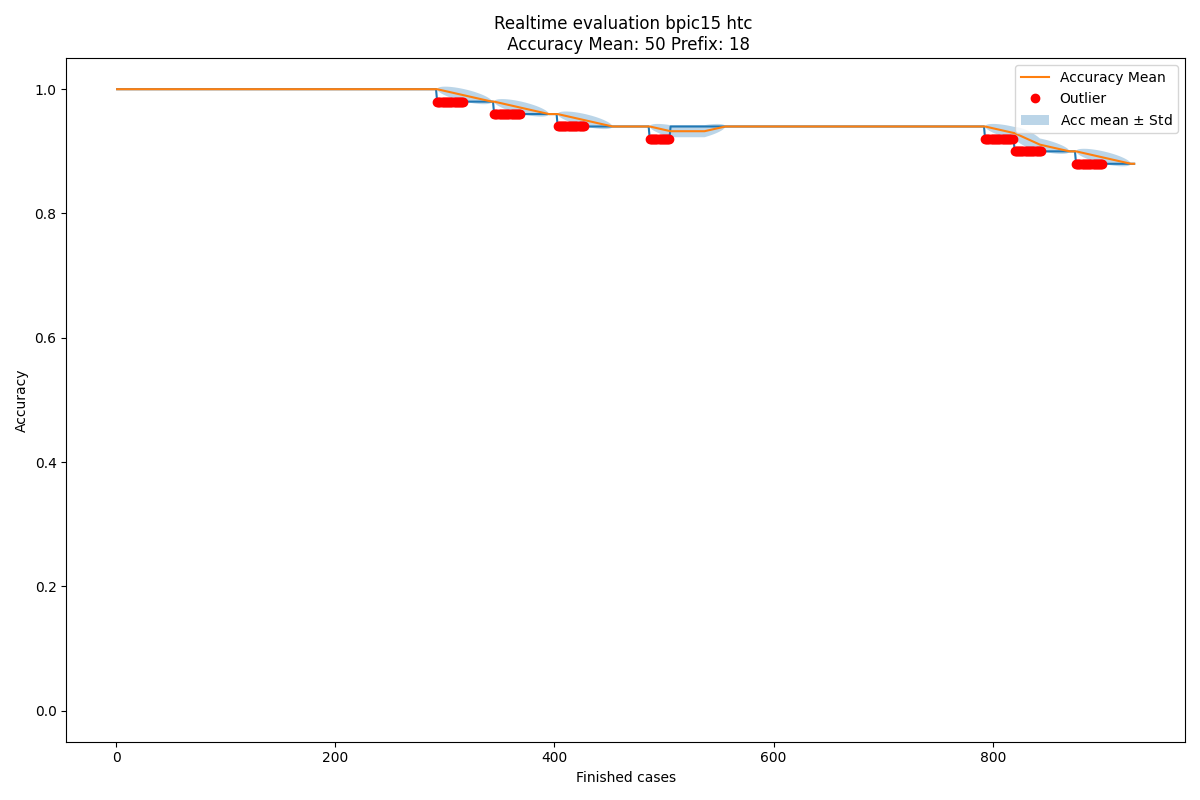 Realtime evaluation bpic15 htc
Accuracy Mean: 50 Prefix: 18
Accuracy Mean
Outlier
Acc mean ± Std
1.0
0.8
0.6
0.4
0.2
0.0
Accuracy
0 200 400 600 800
Finished cases